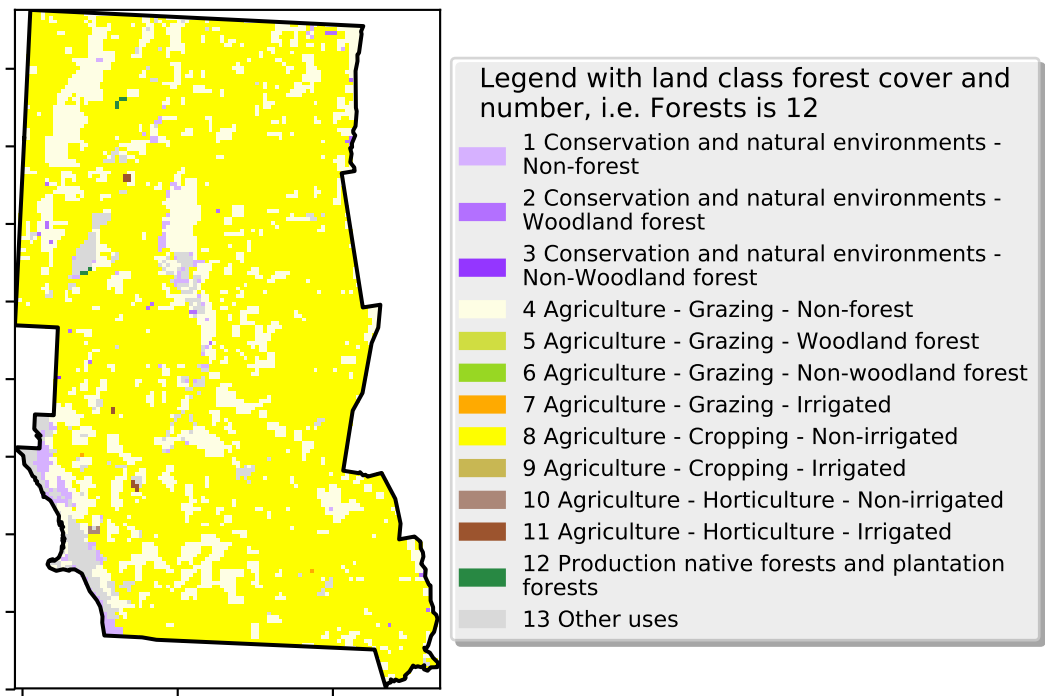 Legend with land class forest cover and
number, i.e. Forests is 12
1 Conservation and natural environments -
Non-forest
2 Conservation and natural environments -
Woodland forest
3 Conservation and natural environments -
Non-Woodland forest
4 Agriculture - Grazing - Non-forest
5 Agriculture - Grazing - Woodland forest
6 Agriculture - Grazing - Non-woodland forest
7 Agriculture - Grazing - Irrigated
8 Agriculture - Cropping - Non-irrigated
9 Agriculture - Cropping - Irrigated
10 Agriculture - Horticulture - Non-irrigated
11 Agriculture - Horticulture - Irrigated
12 Production native forests and plantation
forests
13 Other uses